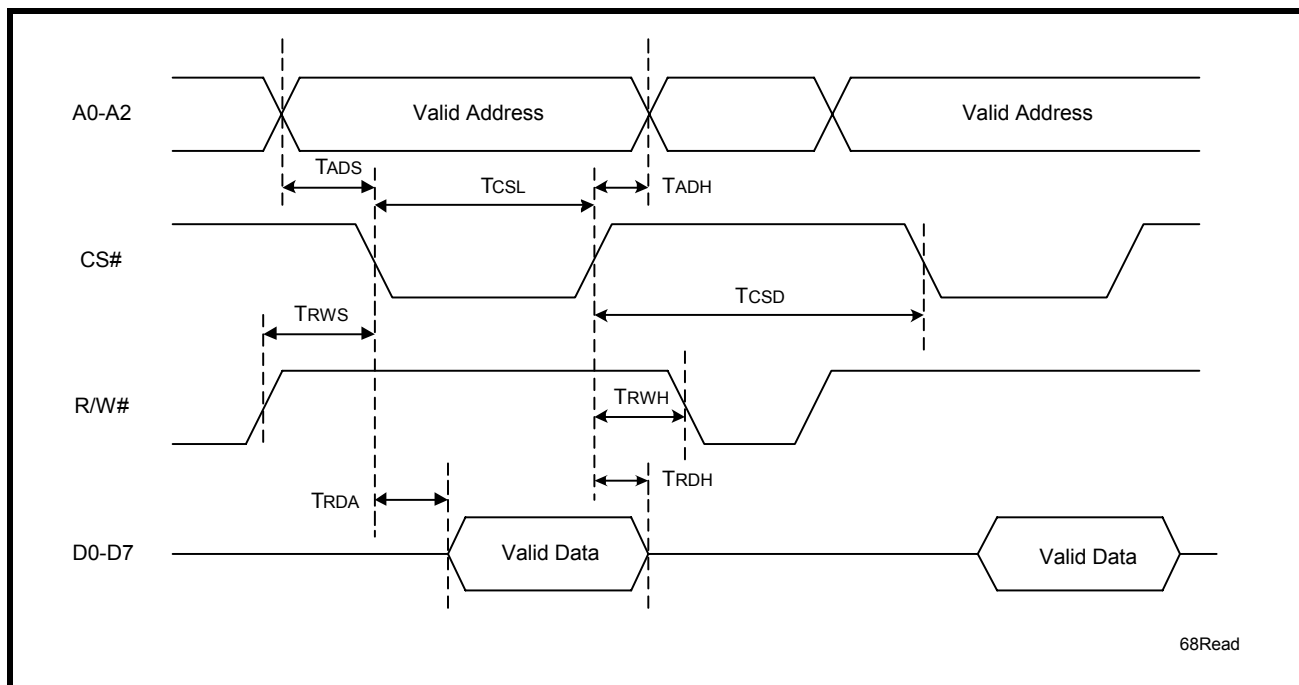 A0-A2
Valid Address
Valid Address
TADS
TCSL
TADH
CS#
TCSD
TRWS
R/W#
TRWH
TRDH
TRDA
D0-D7
Valid Data
Valid Data
68Read